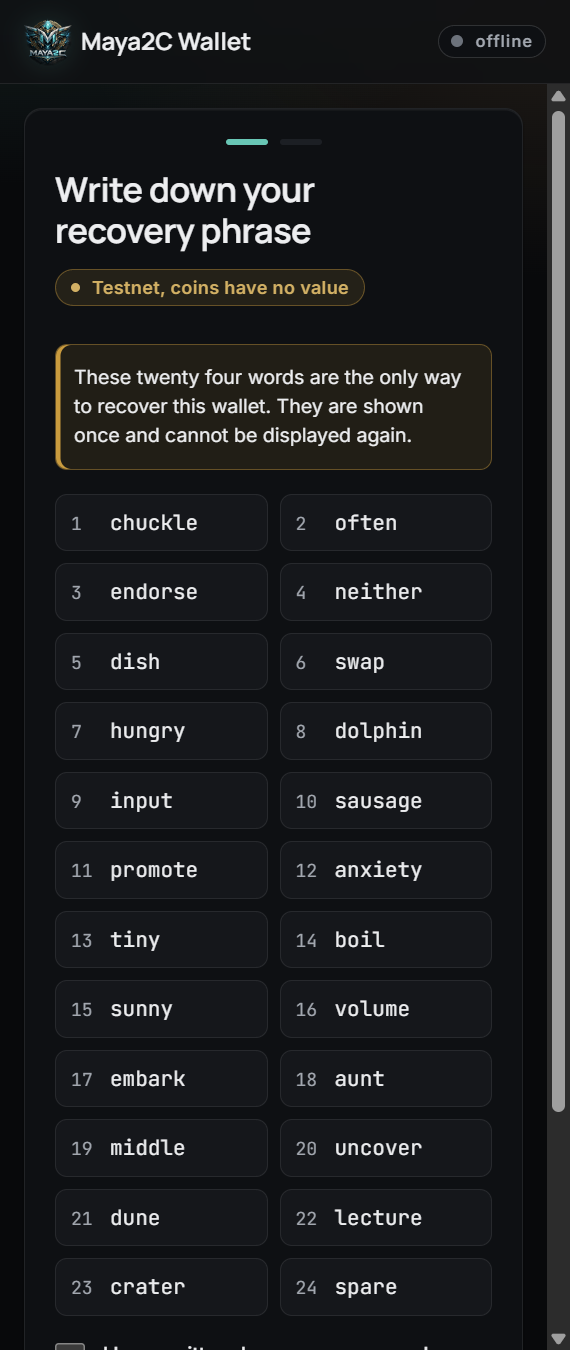 MAYA2C
Maya2C Wallet
offline
Write down your
recovery phrase
Testnet, coins have no value
These twenty four words are the only way
to recover this wallet. They are shown
once and cannot be displayed again.
1 chuckle
2 often
3 endorse
4 neither
5 dish
6 swap
7 hungry
8 dolphin
9 input
10 sausage
11 promote
12 anxiety
13 tiny
14 boil
15 sunny
16 volume
17 embark
18 aunt
19 middle
20 uncover
21 dune
22 lecture
23 crater
24 spare